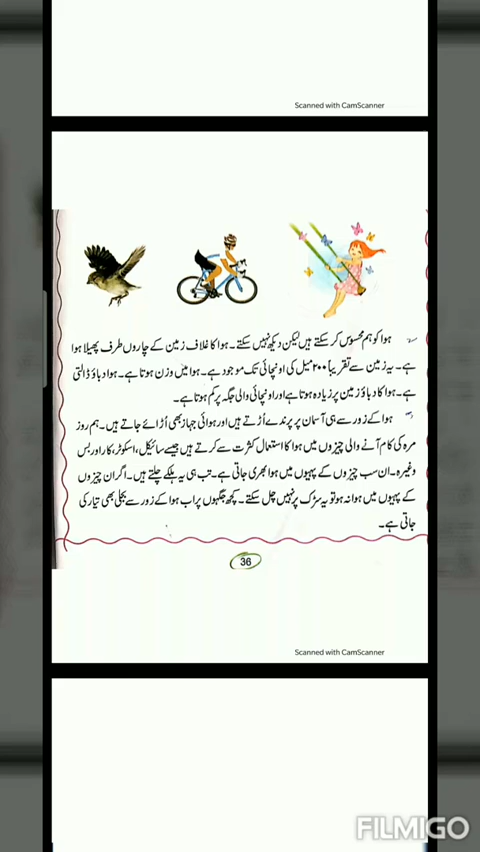 Scanned with CamScanner
ہوا کو ہم محسوس کر سکتے ہیں لیکن دیکھ نہیں سکتے۔ ہوا کا غلاف زمین کے چاروں طرف پھیلا ہوا
ہے۔ یہ زمین سے تقریباً ۲۰۰ میل کی اونچائی تک موجود ہے۔ ہوا میں وزن ہوتا ہے۔ ہوا دباؤ ڈالتی
ہے۔ ہوا کا دباؤ زمین پر زیادہ ہوتا ہے اور اونچائی والی جگہ پر کم ہوتا ہے۔
ہوا کے زور سے ہی آسمان پر پرندے اُڑتے ہیں اور ہوائی جہاز بھی اُڑائے جاتے ہیں۔ ہم روز
مرہ کی کام آنے والی چیزوں میں ہوا کا استعمال کثرت سے کرتے ہیں جیسے سائیکل، اسکوٹر، کار اور بس
وغیرہ۔ ان سب چیزوں کے پہیوں میں ہوا بھری جاتی ہے۔ تب ہی یہ ہلکے چلتے ہیں۔ اگر ان چیزوں
کے پہیوں میں ہوا نہ ہو تو یہ سڑک پر نہیں چل سکتے۔ کچھ جگہوں پر اب ہوا کے زور سے بجلی بھی تیار کی
جاتی ہے۔
36
Scanned with CamScanner
FILMIGO